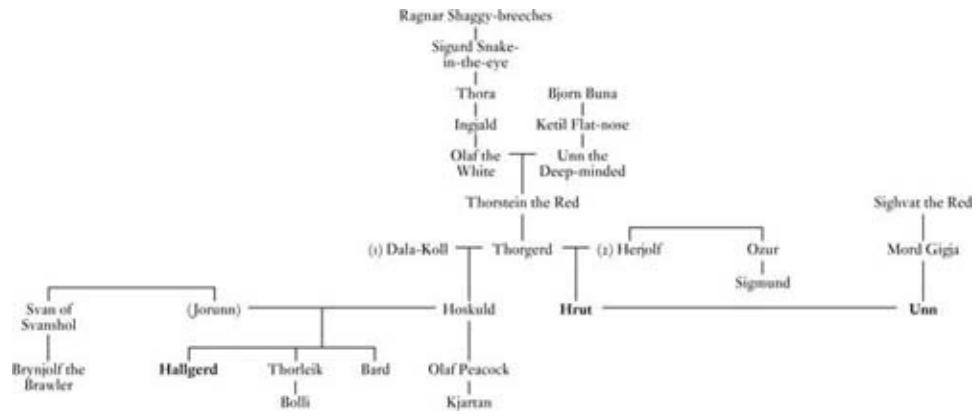 Ragnar Shaggy-breeches
Sigurd Snake-
in-the-eye
Thora
Bjorn Buna
Ingjald
Ketil Flat-nose
Olaf the
White
Unn the
Deep-minded
Thorstein the Red
Sighvat the Red
(1) Dala-Koll
Thorgerd
(2) Herjolf
Ozur
Mord Gigja
Sigmund
Svan of
Svanshol
(Jorunn)
Hoskuld
Hrut
Unn
Brynjolf the
Brawler
Hallgerd
Thorleik
Bard
Olaf Peacock
Bolli
Kjartan